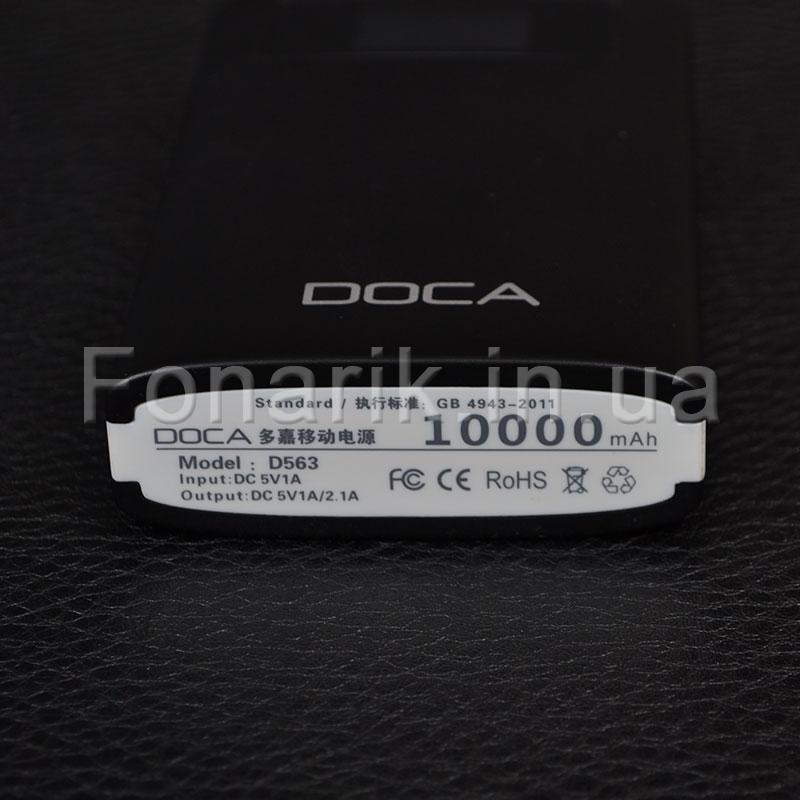 DOCA
Fonarik.in.ua
Standard / 执行标准: GB 4943-2011
DOCA 多嘉移动电源 10000mAh
Model : D563
Input:DC 5V1A
Output:DC 5V1A/2.1A
FC CE RoHS